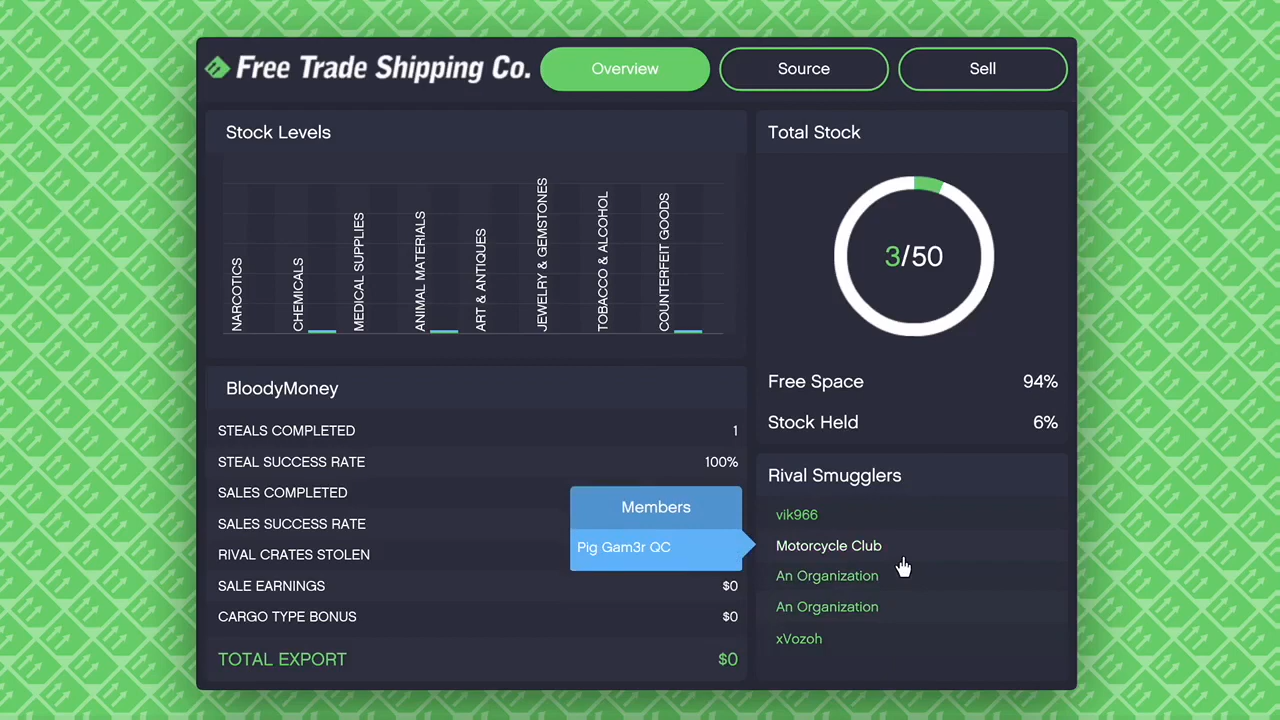 Free Trade Shipping Co.
Overview
Source
Sell
Stock Levels
NARCOTICS
CHEMICALS
MEDICAL SUPPLIES
ANIMAL MATERIALS
ART & ANTIQUES
JEWELRY & GEMSTONES
TOBACCO & ALCOHOL
COUNTERFEIT GOODS
Total Stock
3/50
Free Space 94%
Stock Held 6%
BloodyMoney
STEALS COMPLETED 1
STEAL SUCCESS RATE 100%
SALES COMPLETED
SALES SUCCESS RATE
RIVAL CRATES STOLEN
SALE EARNINGS $0
CARGO TYPE BONUS $0
TOTAL EXPORT $0
Members
Pig Gam3r QC
Rival Smugglers
vik966
Motorcycle Club
An Organization
An Organization
xVozoh